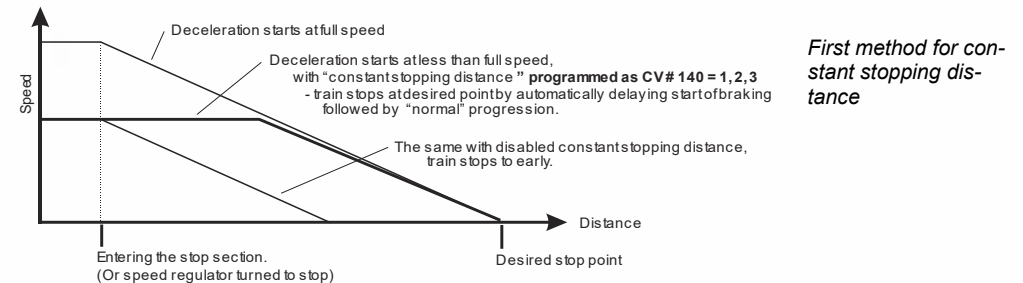 Deceleration starts at full speed
Deceleration starts at less than full speed,
with “constant stopping distance ” programmed as CV# 140 = 1, 2, 3
- train stops at desired point by automatically delaying start of braking
followed by “normal” progression.
First method for con-
stant stopping dis-
tance
Speed
The same with disabled constant stopping distance,
train stops to early.
Distance
Entering the stop section.
(Or speed regulator turned to stop)
Desired stop point